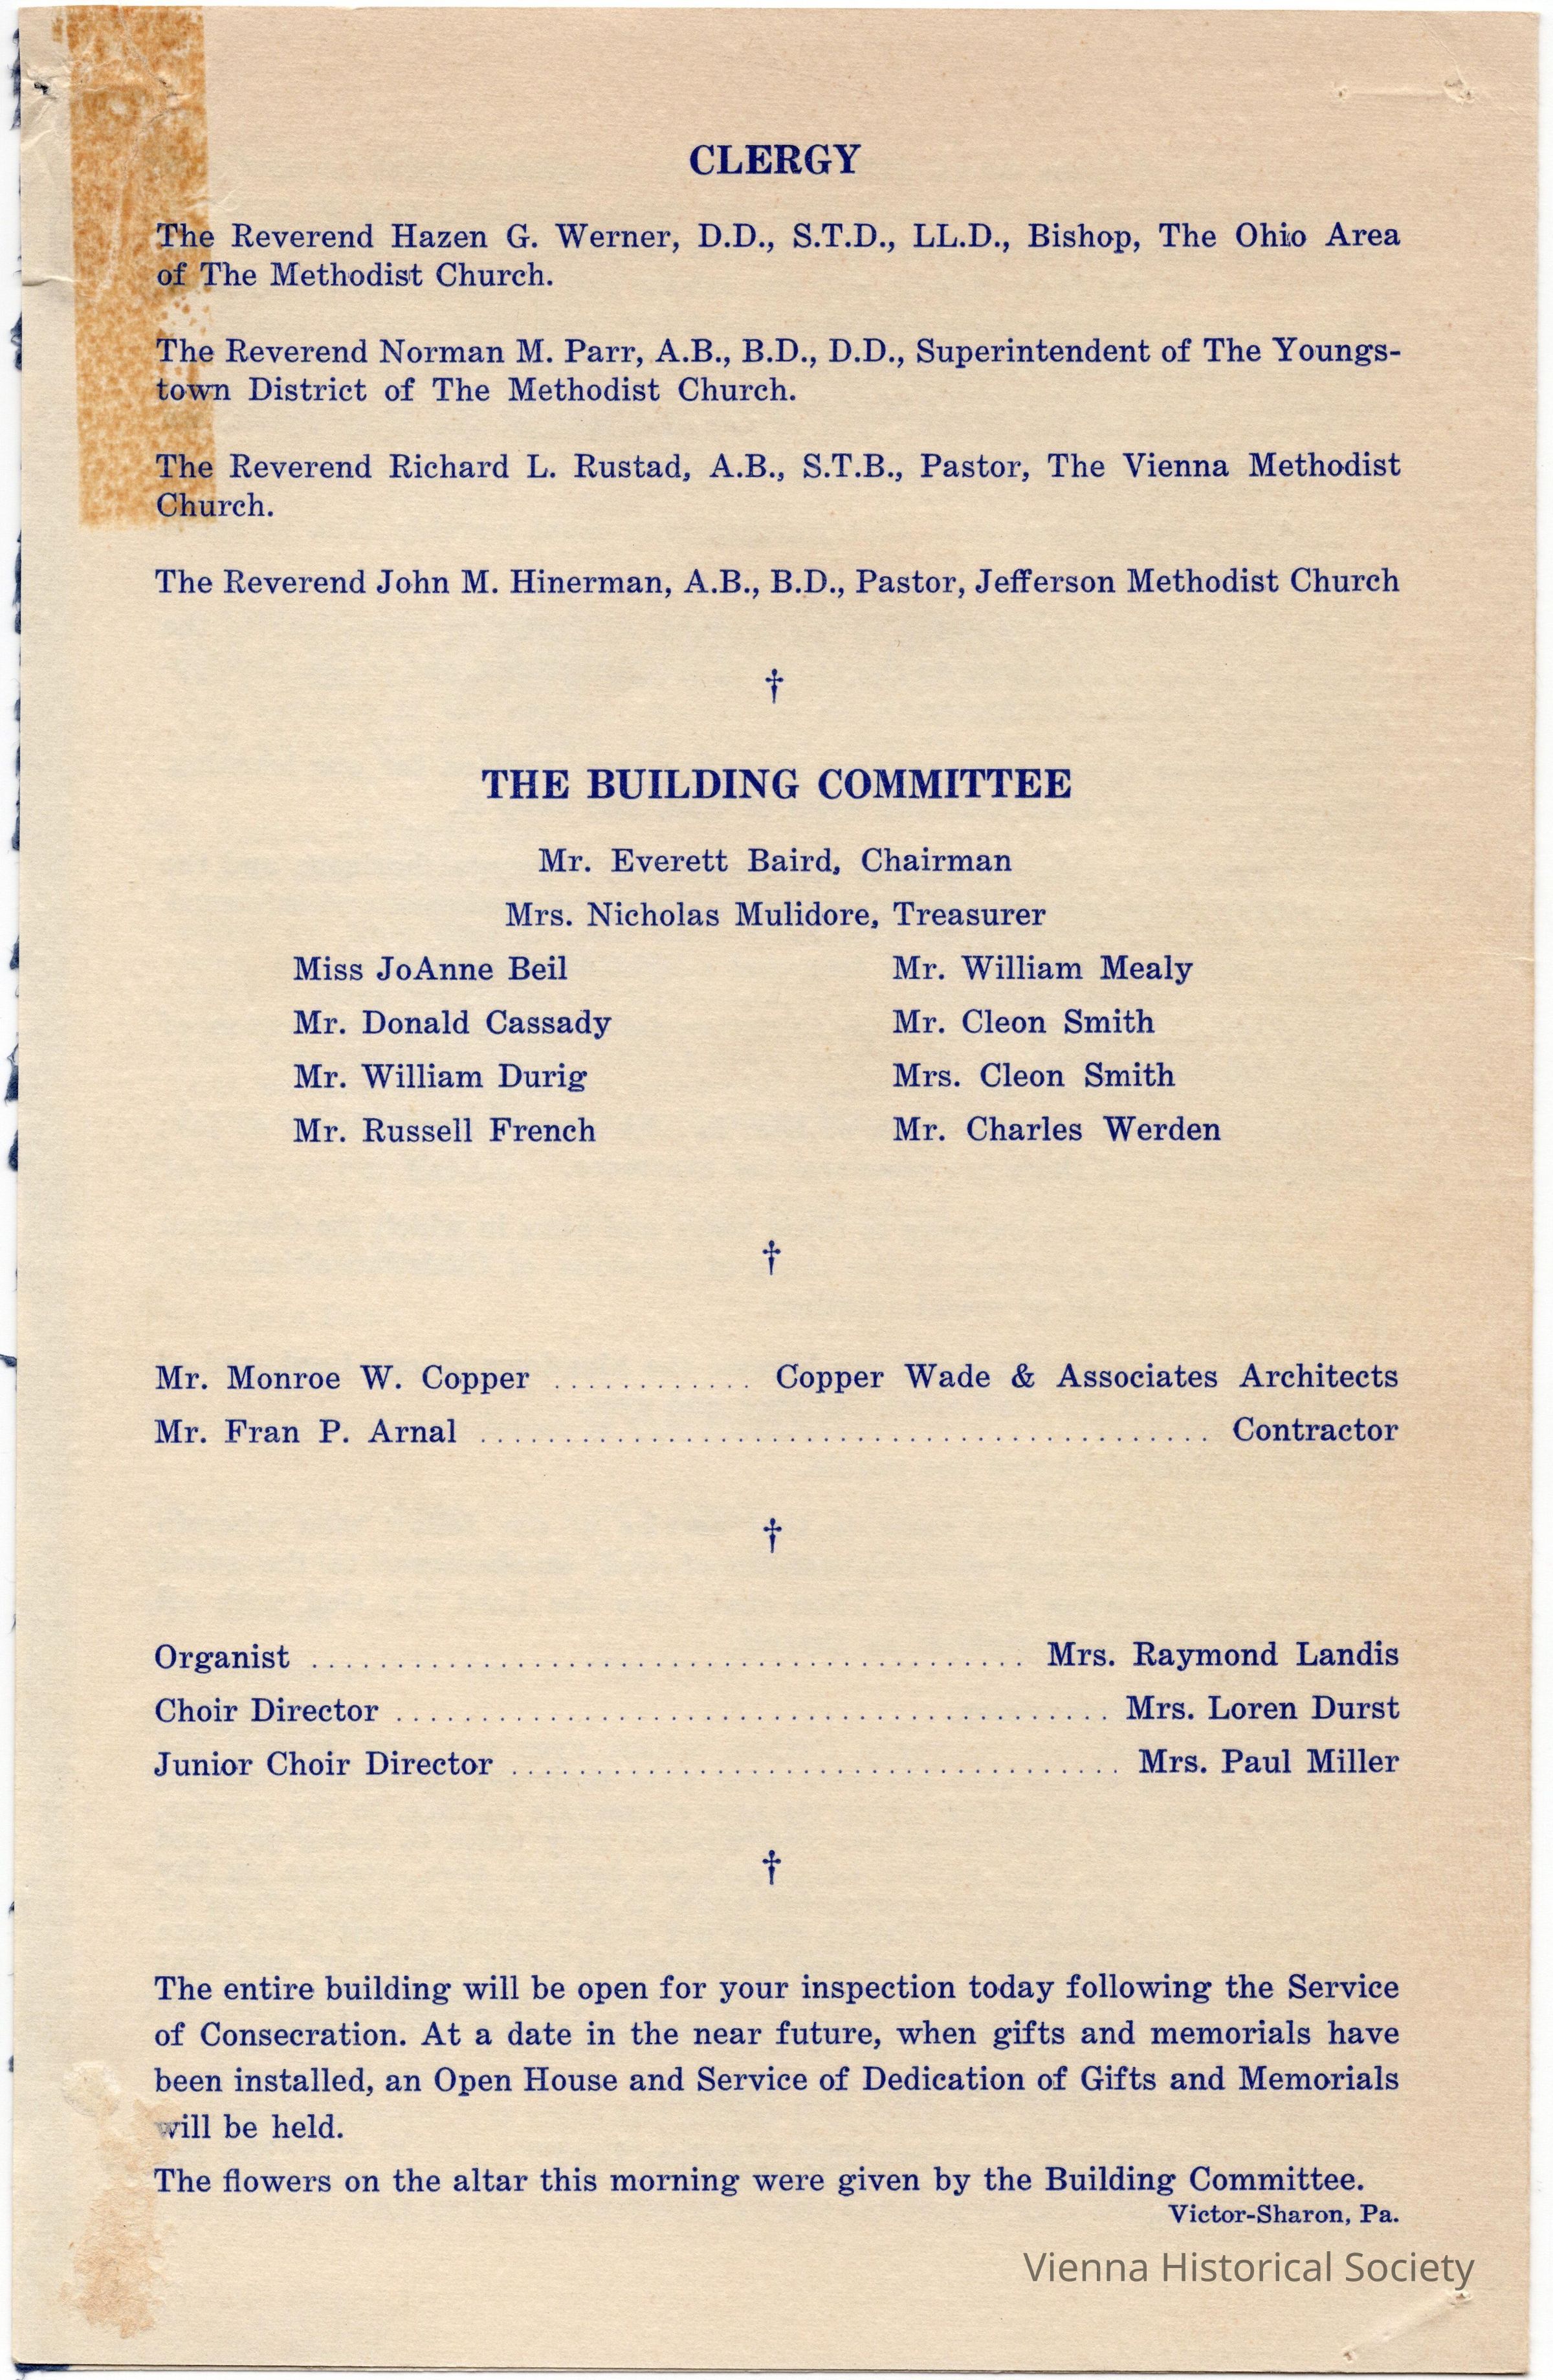 CLERGY
The Reverend Hazen G. Werner, D.D., S.T.D., LL.D., Bishop, The Ohio Area
of The Methodist Church.
The Reverend Norman M. Parr, A.B., B.D., D.D., Superintendent of The Youngs-
town District of The Methodist Church.
The Reverend Richard L. Rustad, A.B., S.T.B., Pastor, The Vienna Methodist
Church.
The Reverend John M. Hinerman, A.B., B.D., Pastor, Jefferson Methodist Church
†
THE BUILDING COMMITTEE
Mr. Everett Baird, Chairman
Mrs. Nicholas Mulidore, Treasurer
Miss JoAnne Beil Mr. William Mealy
Mr. Donald Cassady Mr. Cleon Smith
Mr. William Durig Mrs. Cleon Smith
Mr. Russell French Mr. Charles Werden
†
Mr. Monroe W. Copper ............ Copper Wade & Associates Architects
Mr. Fran P. Arnal ........................................... Contractor
†
Organist .......................................... Mrs. Raymond Landis
Choir Director .......................................... Mrs. Loren Durst
Junior Choir Director .................................... Mrs. Paul Miller
†
The entire building will be open for your inspection today following the Service
of Consecration. At a date in the near future, when gifts and memorials have
been installed, an Open House and Service of Dedication of Gifts and Memorials
will be held.
The flowers on the altar this morning were given by the Building Committee.
Victor-Sharon, Pa.
Vienna Historical Society